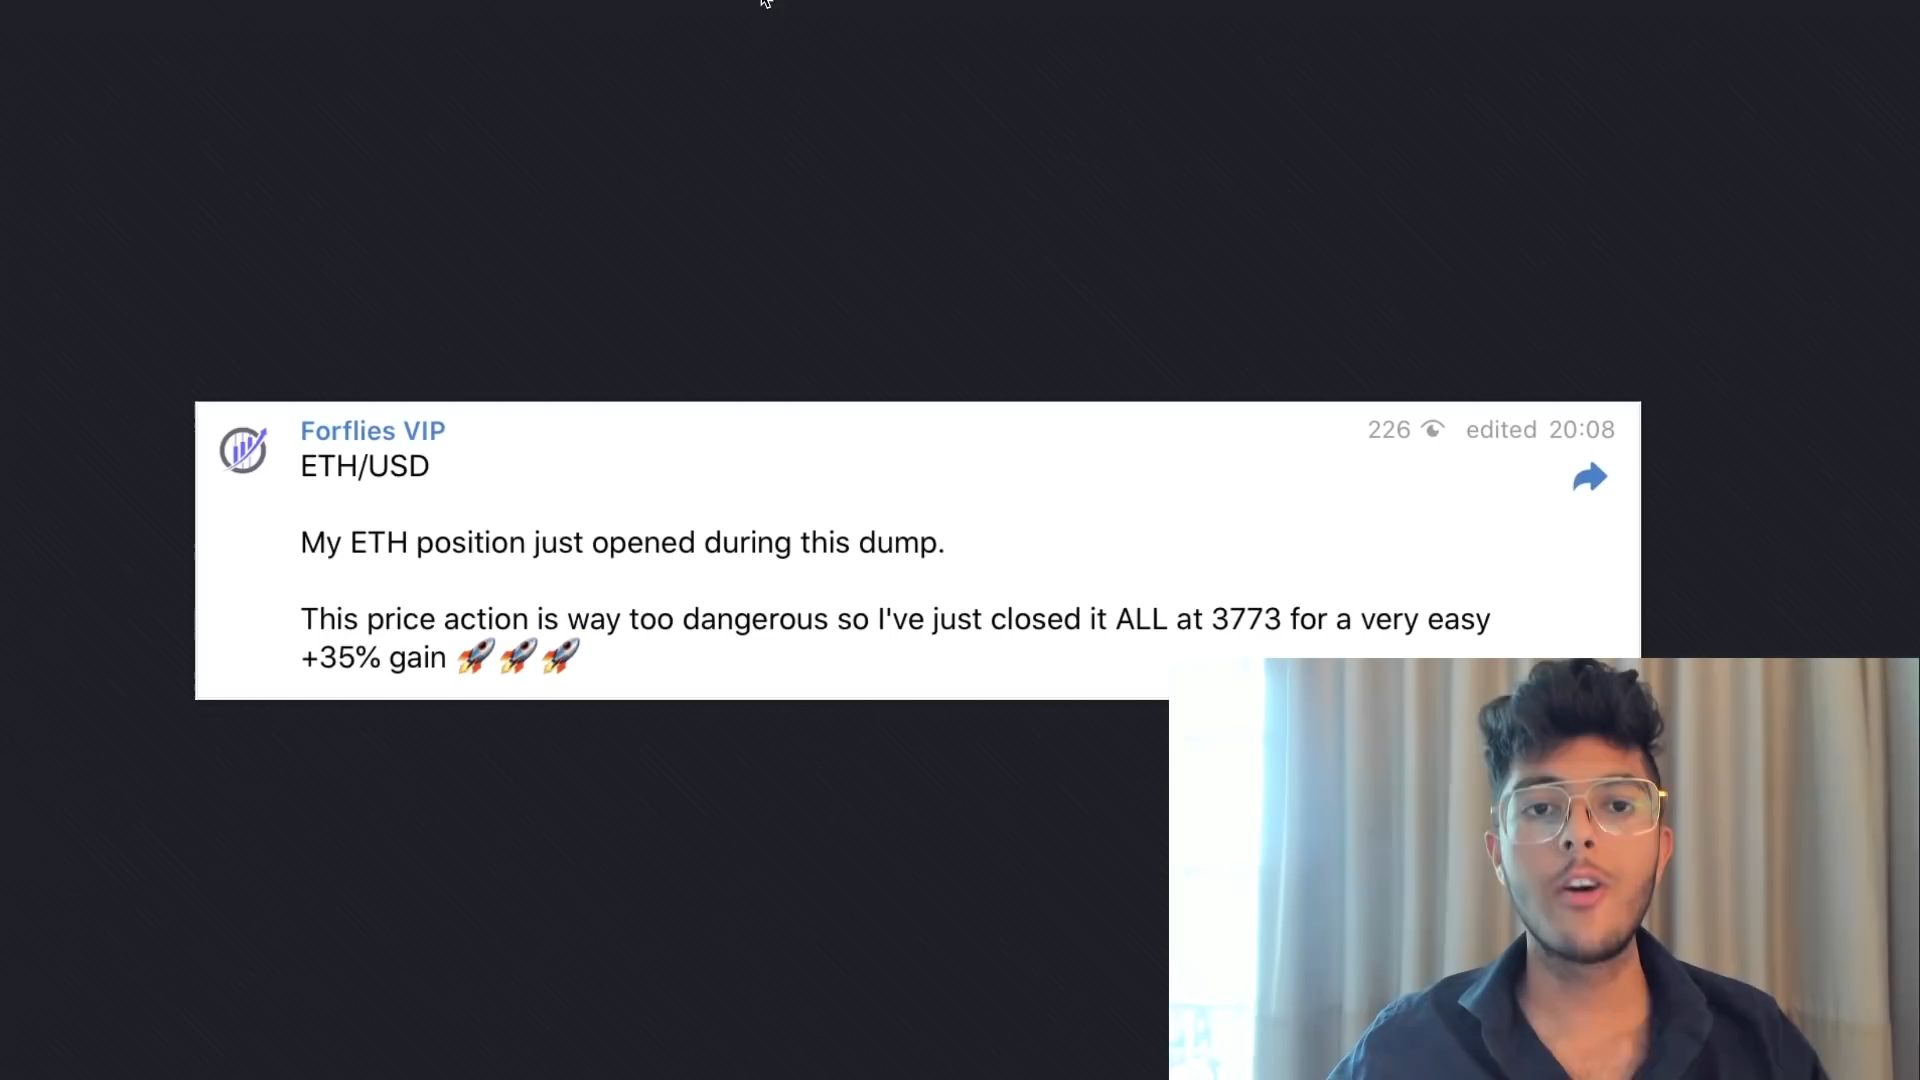 Forflies VIP
226 edited 20:08
ETH/USD
My ETH position just opened during this dump.
This price action is way too dangerous so I've just closed it ALL at 3773 for a very easy
+35% gain 🚀🚀🚀